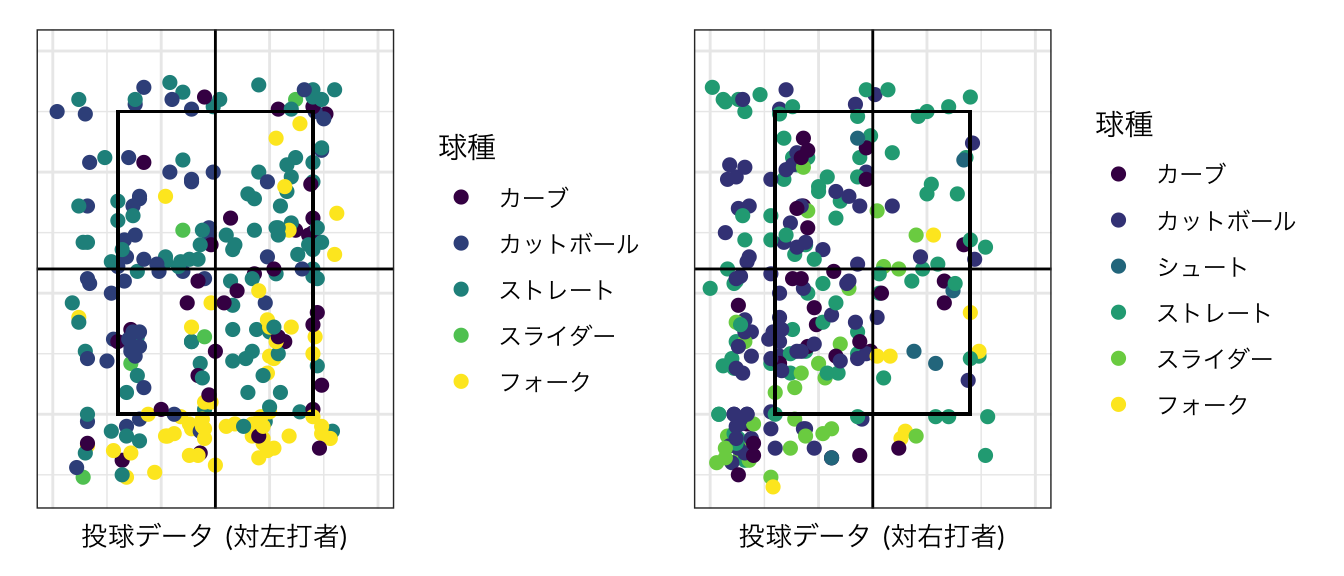 球種
カーブ
カットボール
ストレート
スライダー
フォーク
投球データ (対左打者)
球種
カーブ
カットボール
シュート
ストレート
スライダー
フォーク
投球データ (対右打者)